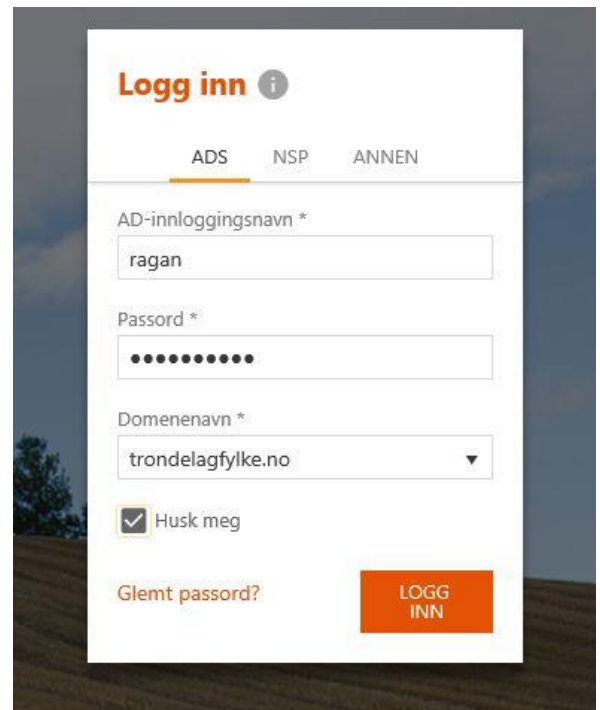 Logg inn
ADS NSP ANNEN
AD-innloggingsnavn *
ragan
Passord *
••••••••••
Domenenavn *
trondelagfylke.no
Husk meg
Glemt passord?
LOGG
INN